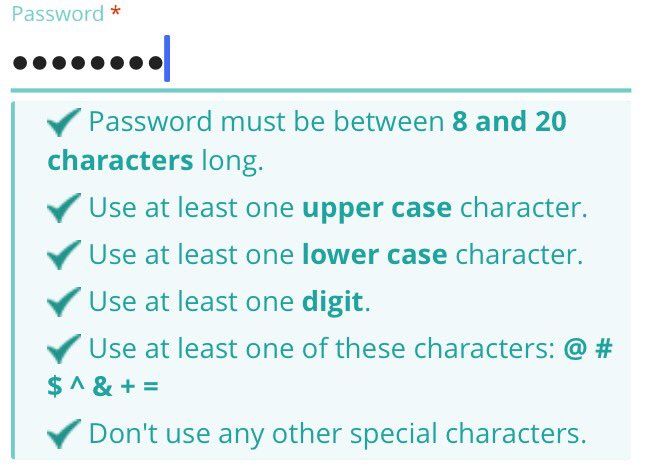 Password *
••••••••
Password must be between 8 and 20
characters long.
Use at least one upper case character.
Use at least one lower case character.
Use at least one digit.
Use at least one of these characters: @ #
$ ^ & + =
Don't use any other special characters.